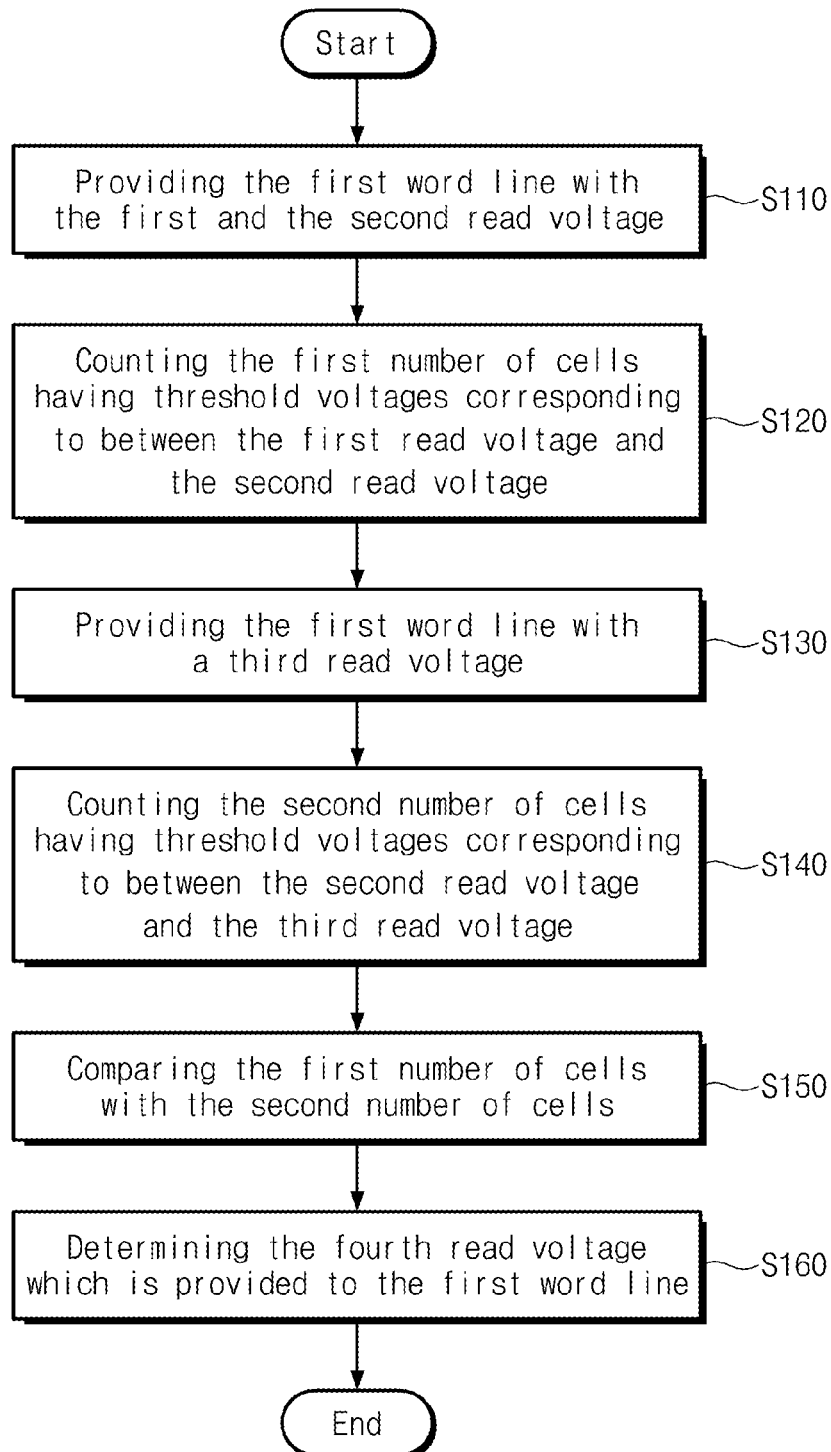 Start
Providing the first word line with
the first and the second read voltage
S110
Counting the first number of cells
having threshold voltages corresponding
to between the first read voltage and
the second read voltage
S120
Providing the first word line with
a third read voltage
S130
Counting the second number of cells
having threshold voltages corresponding
to between the second read voltage
and the third read voltage
S140
Comparing the first number of cells
with the second number of cells
S150
Determining the fourth read voltage
which is provided to the first word line
S160
End